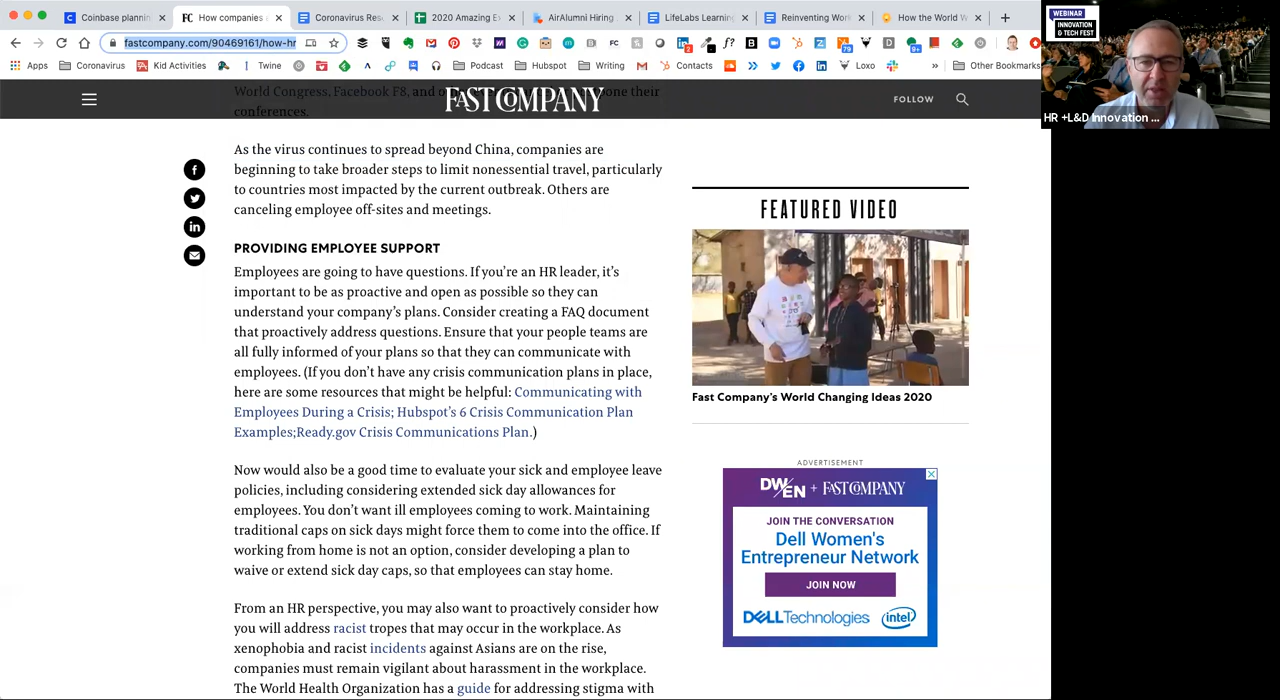 Coinbase plannin
How companies
Coronavirus Res
2020 Amazing Ex
AirAlumni Hiring
LifeLabs Learnin
Reinventing Work
How the World W
fastcompany.com/90469161/how-hr
Apps
Coronavirus
Kid Activities
Twine
Podcast
Hubspot
Writing
Contacts
Loxo
Other Bookmarks
WEBINAR
INNOVATION
& TECH FEST
HR +L&D Innovation ...
World Congress, Facebook F8, and
their
conferences.
FAST COMPANY
FOLLOW
As the virus continues to spread beyond China, companies are
beginning to take broader steps to limit nonessential travel, particularly
to countries most impacted by the current outbreak. Others are
canceling employee off-sites and meetings.
PROVIDING EMPLOYEE SUPPORT
Employees are going to have questions. If you're an HR leader, it's
important to be as proactive and open as possible so they can
understand your company's plans. Consider creating a FAQ document
that proactively address questions. Ensure that your people teams are
all fully informed of your plans so that they can communicate with
employees. (If you don't have any crisis communication plans in place,
here are some resources that might be helpful: Communicating with
Employees During a Crisis; Hubspot's 6 Crisis Communication Plan
Examples;Ready.gov Crisis Communications Plan.)
Now would also be a good time to evaluate your sick and employee leave
policies, including considering extended sick day allowances for
employees. You don't want ill employees coming to work. Maintaining
traditional caps on sick days might force them to come into the office. If
working from home is not an option, consider developing a plan to
waive or extend sick day caps, so that employees can stay home.
From an HR perspective, you may also want to proactively consider how
you will address racist tropes that may occur in the workplace. As
xenophobia and racist incidents against Asians are on the rise,
companies must remain vigilant about harassment in the workplace.
The World Health Organization has a guide for addressing stigma with
FEATURED VIDEO
Fast Company's World Changing Ideas 2020
ADVERTISEMENT
DWEN + FAST COMPANY
JOIN THE CONVERSATION
Dell Women's
Entrepreneur Network
JOIN NOW
DELLTechnologies
intel